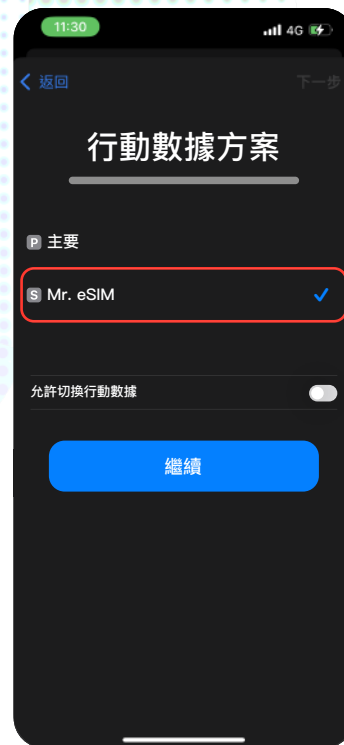 11:30
4G
返回
下一步
行動數據方案
P 主要
S Mr. eSIM
允許切換行動數據
繼續